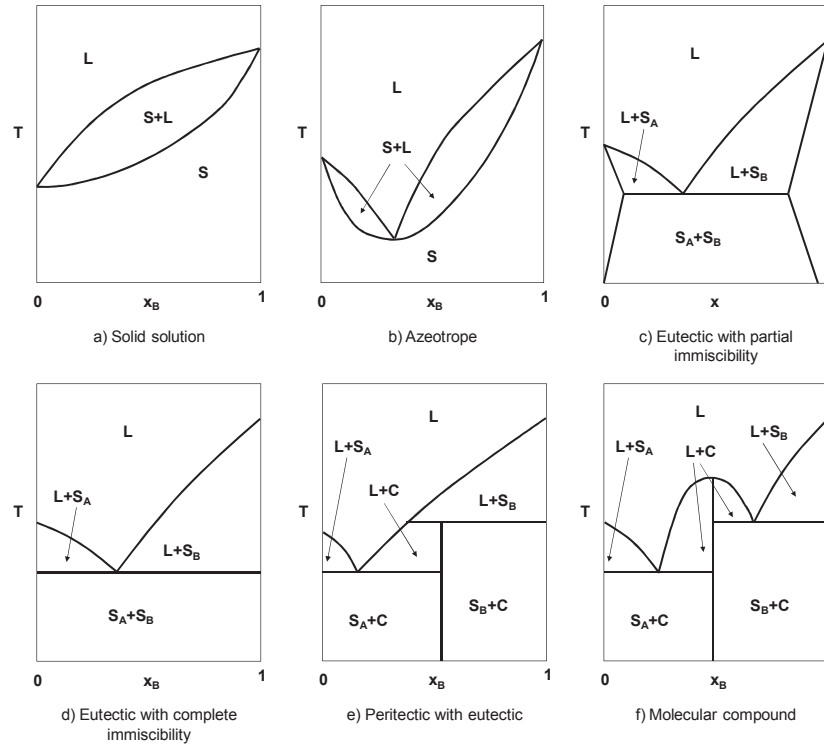 L
S+L
T
S
0
x_B
1
a) Solid solution
L
S+L
T
S
0
x_B
1
b) Azeotrope
L
L+S_A
T
L+S_B
S_A+S_B
0
x
c) Eutectic with partial
immiscibility
L
L+S_A
T
L+S_B
S_A+S_B
0
x_B
1
d) Eutectic with complete
immiscibility
L
L+S_A
L+C
T
L+S_B
S_A+C
S_B+C
0
x_B
1
e) Peritectic with eutectic
L
L+S_B
L+C
L+S_A
T
S_A+C
S_B+C
0
x_B
f) Molecular compound